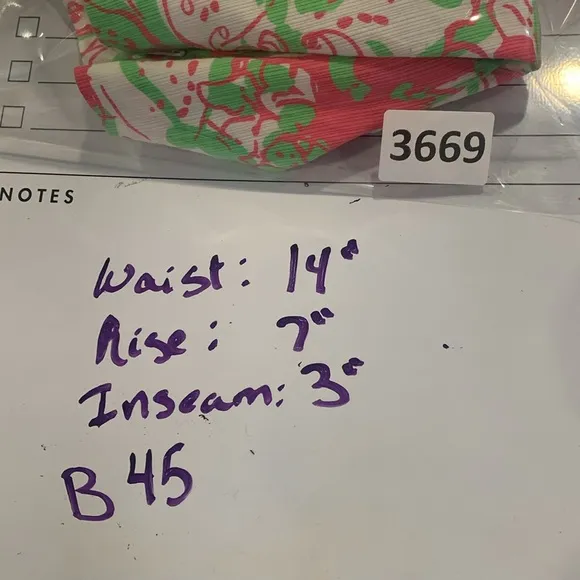 3669
NOTES
Waist: 14"
Rise: 7"
Inseam: 3"
B 45